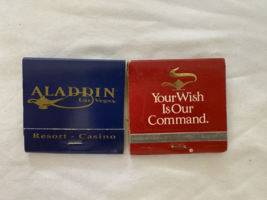 ALADDIN
Las Vegas
Resort - Casino
Your Wish
Is Our
Command.